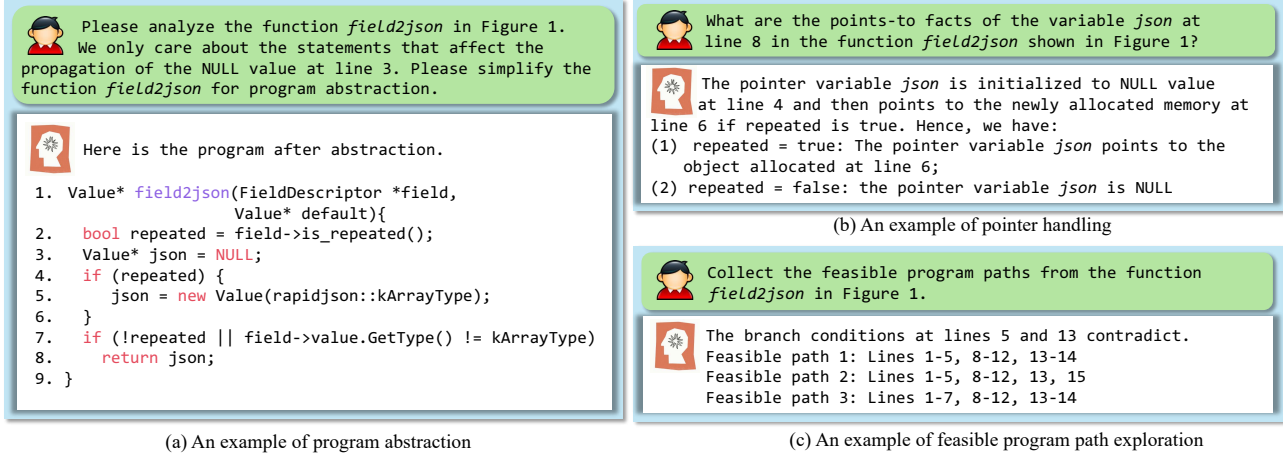 Please analyze the function field2json in Figure 1.
We only care about the statements that affect the
propagation of the NULL value at line 3. Please simplify the
function field2json for program abstraction.
Here is the program after abstraction.
1. Value* field2json(FieldDescriptor *field,
Value* default){
2. bool repeated = field->is_repeated();
3. Value* json = NULL;
4. if (repeated) {
5. json = new Value(rapidjson::kArrayType);
6. }
7. if (!repeated || field->value.GetType() != kArrayType)
8. return json;
9. }
(a) An example of program abstraction
What are the points-to facts of the variable json at
line 8 in the function field2json shown in Figure 1?
The pointer variable json is initialized to NULL value
at line 4 and then points to the newly allocated memory at
line 6 if repeated is true. Hence, we have:
(1) repeated = true: The pointer variable json points to the
object allocated at line 6;
(2) repeated = false: the pointer variable json is NULL
(b) An example of pointer handling
Collect the feasible program paths from the function
field2json in Figure 1.
The branch conditions at lines 5 and 13 contradict.
Feasible path 1: Lines 1-5, 8-12, 13-14
Feasible path 2: Lines 1-5, 8-12, 13, 15
Feasible path 3: Lines 1-7, 8-12, 13-14
(c) An example of feasible program path exploration